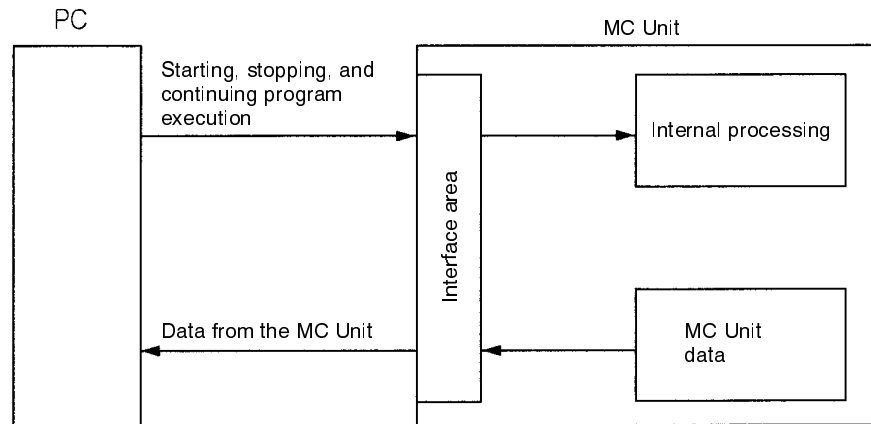 PC
MC Unit
Starting, stopping, and
continuing program
execution
Internal processing
Interface area
Data from the MC Unit
MC Unit
data